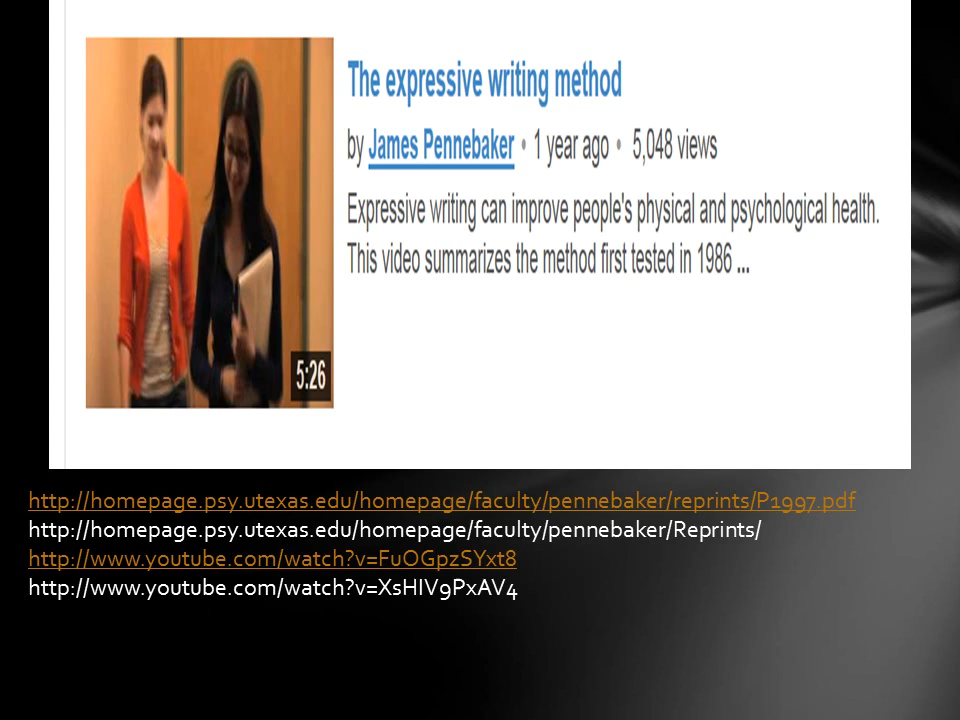 The expressive writing method
by James Pennebaker • 1 year ago • 5,048 views
Expressive writing can improve people's physical and psychological health.
This video summarizes the method first tested in 1986 ...
5:26
http://homepage.psy.utexas.edu/homepage/faculty/pennebaker/reprints/P1997.pdf
http://homepage.psy.utexas.edu/homepage/faculty/pennebaker/Reprints/
http://www.youtube.com/watch?v=FuOGpzSYxt8
http://www.youtube.com/watch?v=XsHIV9PxAV4